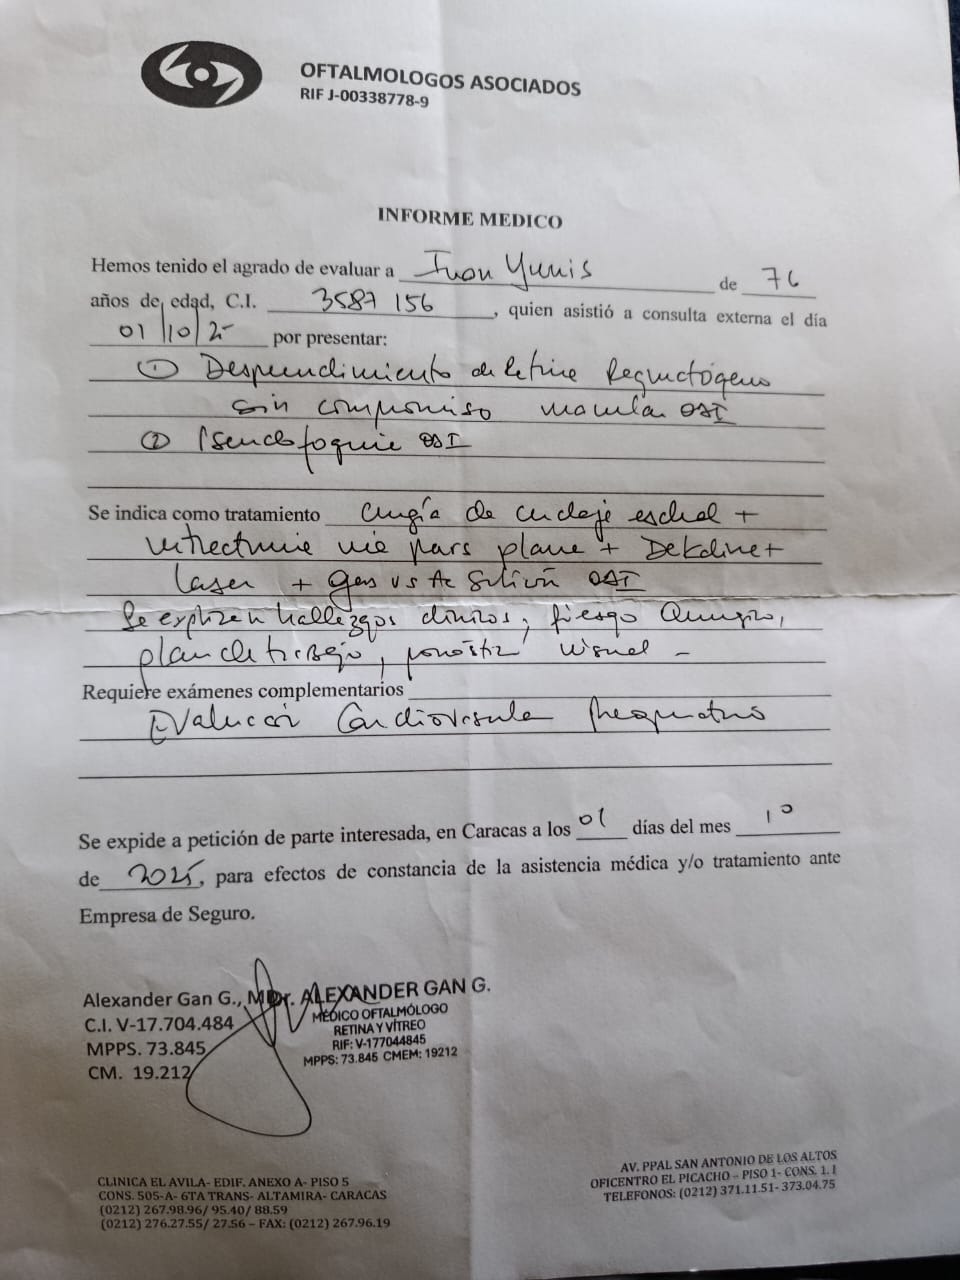 OFTALMOLOGOS ASOCIADOS
RIF J-00338778-9
INFORME MEDICO
Hemos tenido el agrado de evaluar a Juan Yunis de 76
años de edad, C.I. 3587 156, quien asistió a consulta externa el día
01/10/25 por presentar:
① Desprendimiento de Retina Regmatógeno
sin compromiso macular
② Pseudofaquia
Se indica como tratamiento Cirugía de cerclaje escleral +
vitrectomia via pars plana + Dekaline +
Laser + gas vs Ac Silicón
Se explican hallazgos clinicos, riesgo Quirurgico,
plan de trabajo, pronóstico visual -
Requiere exámenes complementarios
Evaluación Cardiovascular Preoperatoria
Se expide a petición de parte interesada, en Caracas a los 01 días del mes 10
de 2025, para efectos de constancia de la asistencia médica y/o tratamiento ante
Empresa de Seguro.
Alexander Gan G., MD
C.I. V-17.704.484
MPPS. 73.845
CM. 19.212
Dr. ALEXANDER GAN G.
MÉDICO OFTALMÓLOGO
RETINA Y VÍTREO
RIF: V-177044845
MPPS: 73.845 CMEM: 19212
CLINICA EL AVILA- EDIF. ANEXO A- PISO 5
CONS. 505-A- 6TA TRANS- ALTAMIRA- CARACAS
(0212) 267.98.96/ 95.40/ 88.59
(0212) 276.27.55/ 27.56 – FAX: (0212) 267.96.19
AV. PPAL SAN ANTONIO DE LOS ALTOS
OFICENTRO EL PICACHO – PISO 1- CONS. 1.1
TELEFONOS: (0212) 371.11.51- 373.04.75